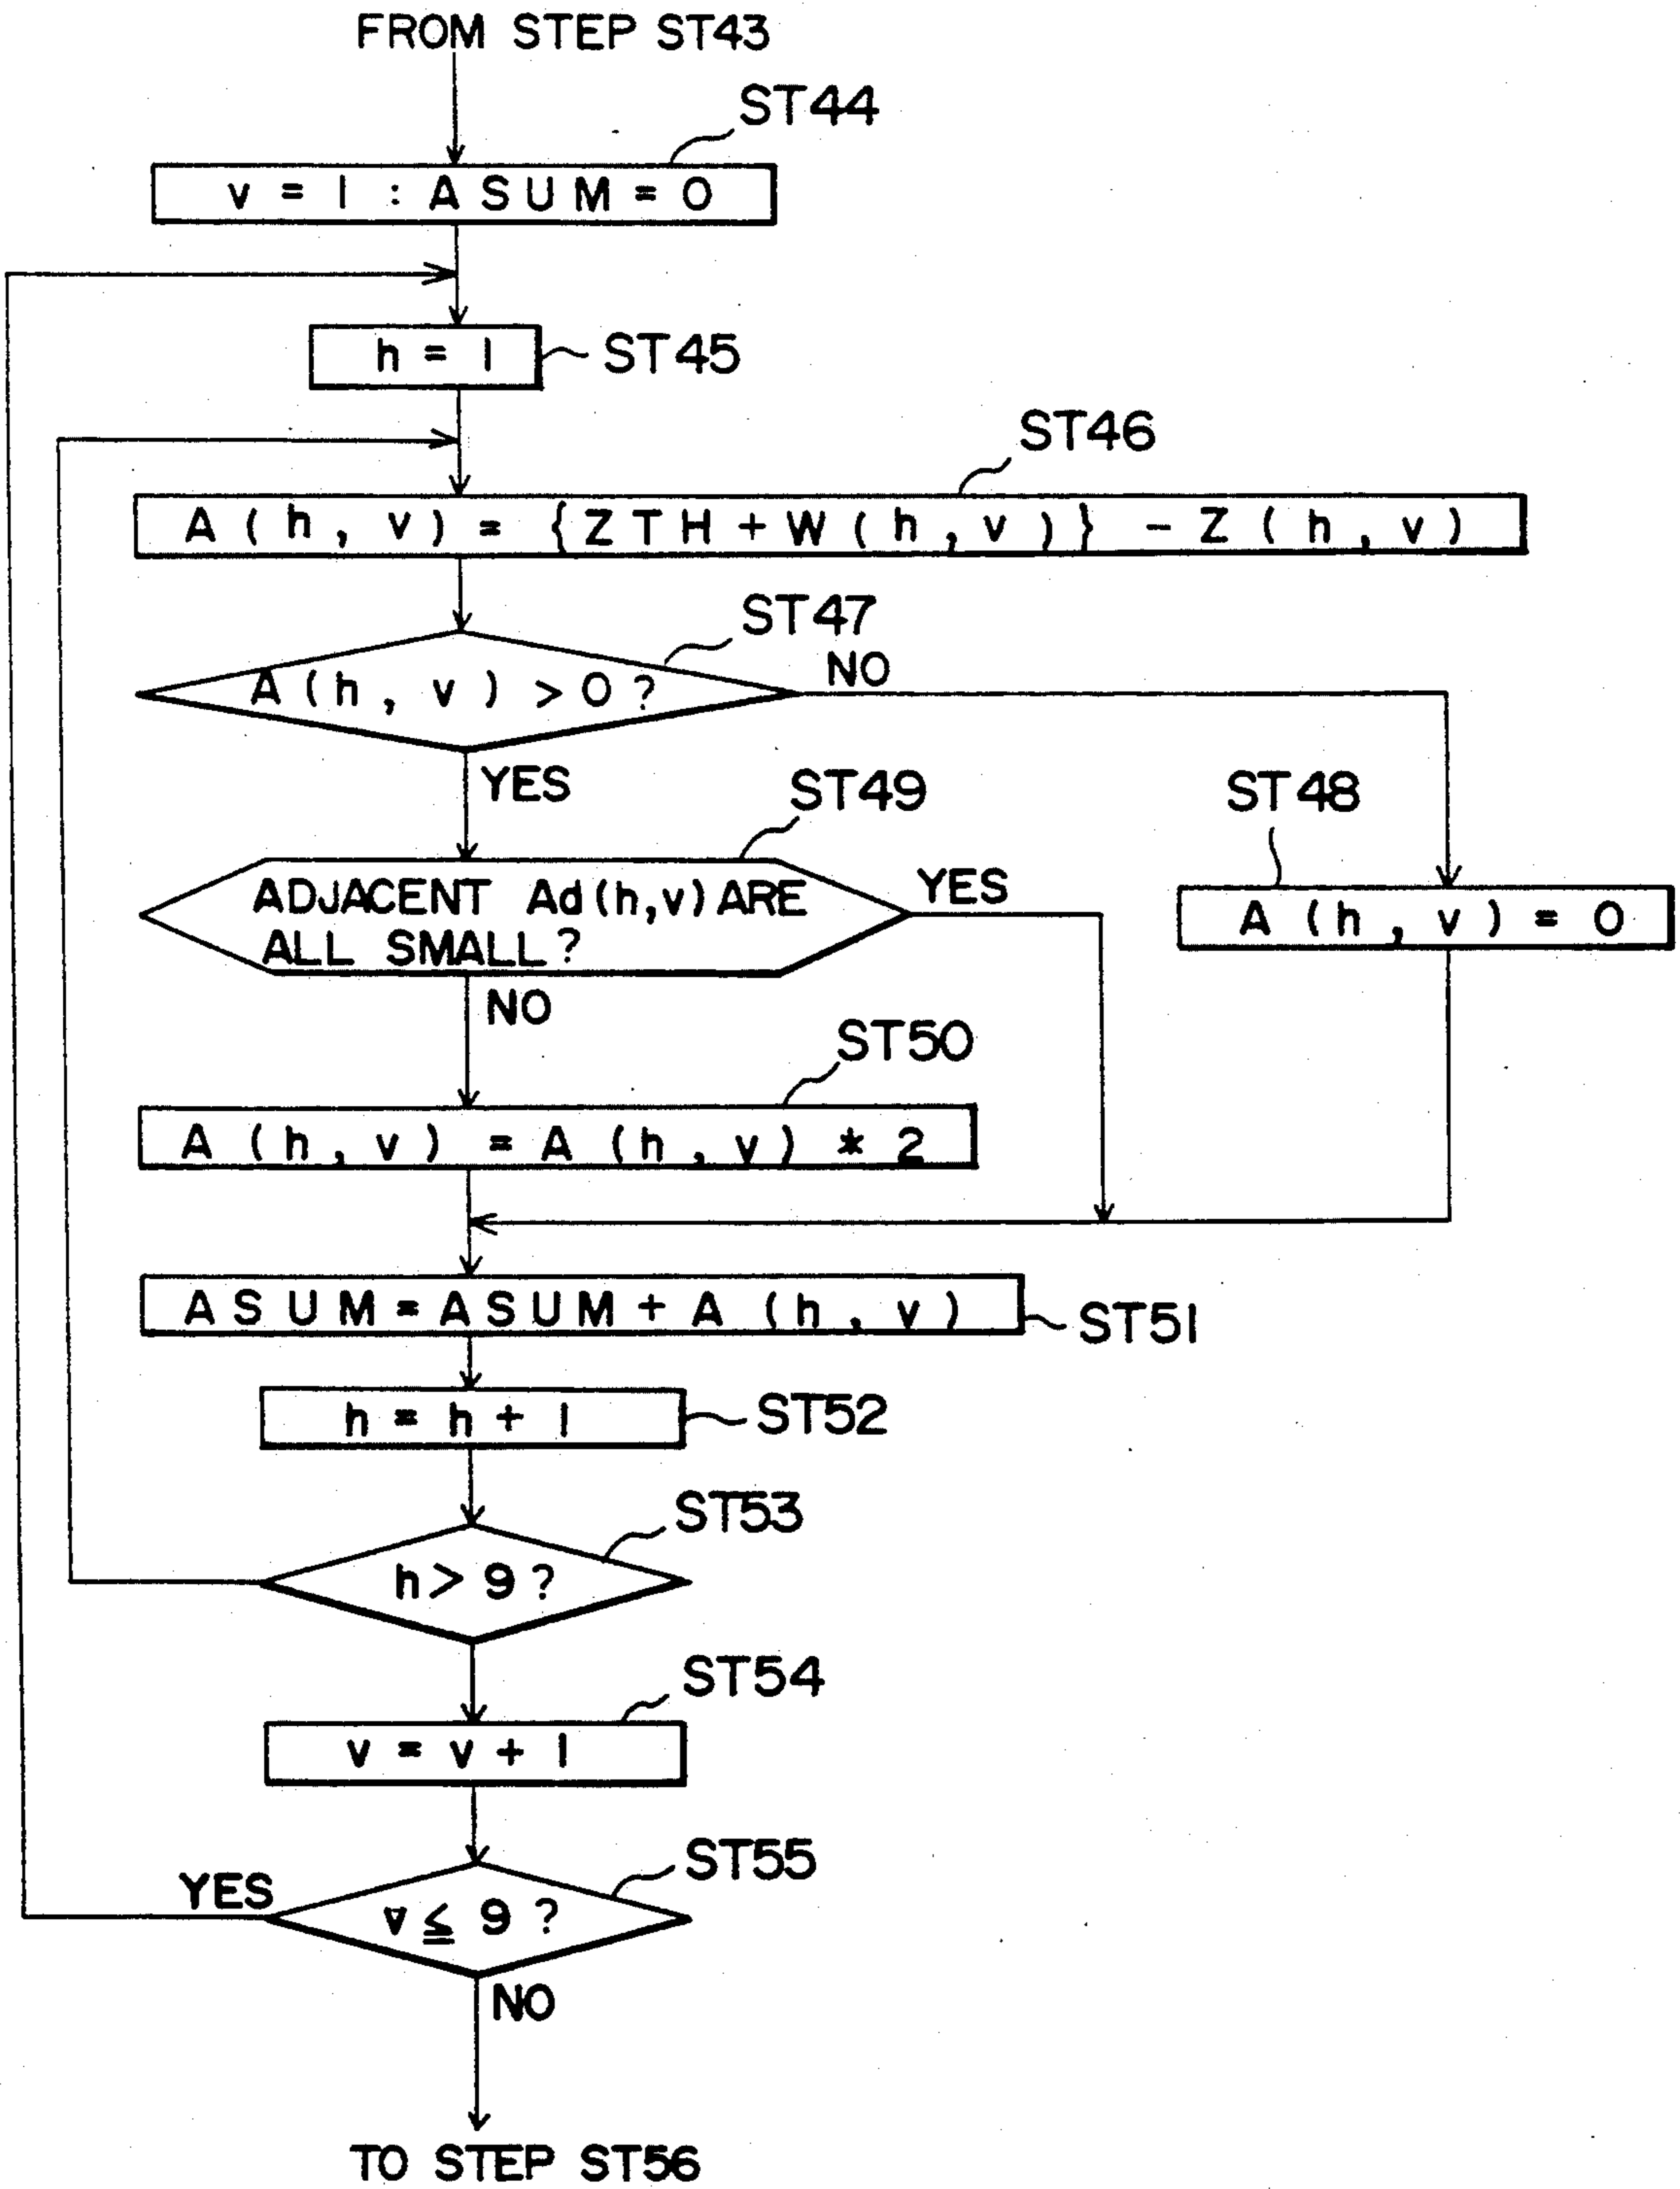 FROM STEP ST43
ST44
v = 1 : ASUM = 0
h = 1
ST45
ST46
A(h, v) = {ZTH + W(h, v)} - Z(h, v)
ST47
A(h, v) > 0 ?
NO
YES
ST49
ST48
ADJACENT Ad(h,v) ARE
ALL SMALL?
YES
A(h, v) = 0
NO
ST50
A(h, v) = A(h, v) * 2
ASUM = ASUM + A(h, v)
ST51
h = h + 1
ST52
ST53
h > 9 ?
ST54
v = v + 1
ST55
YES
v ≦ 9 ?
NO
TO STEP ST56